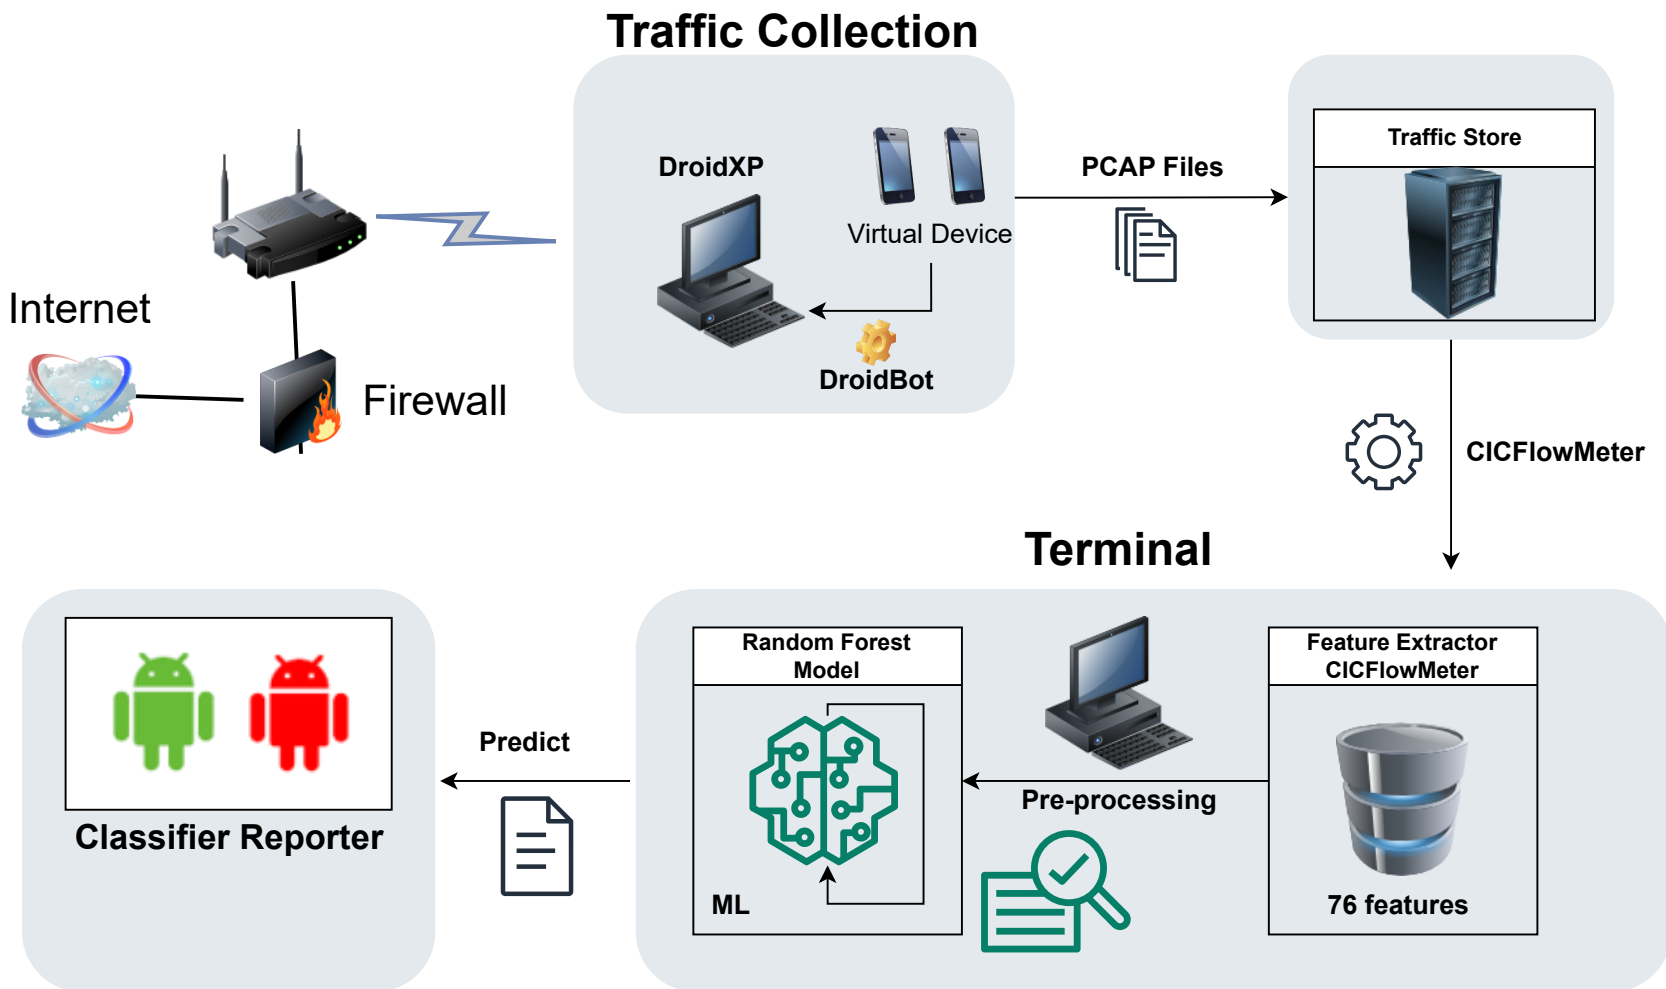 Traffic Collection
DroidXP
Virtual Device
DroidBot
PCAP Files
Traffic Store
Internet
Firewall
CICFlowMeter
Terminal
Feature Extractor
CICFlowMeter
76 features
Pre-processing
Random Forest
Model
ML
Predict
Classifier Reporter